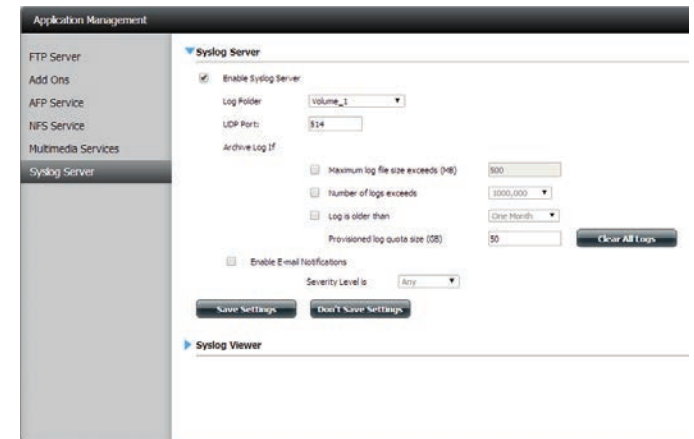 Application Management
FTP Server
Add Ons
AFP Service
NFS Service
Multimedia Services
Syslog Server
Syslog Server
Enable Syslog Server
Log Folder
Volume_1
UDP Port:
514
Archive Log If
Maximum log file size exceeds (MB)
500
Number of logs exceeds
1000,000
Log is older than
One Month
Provisioned log quota size (GB)
50
Clear All Logs
Enable E-mail Notifications
Severity Level is
Any
Save Settings
Don't Save Settings
Syslog Viewer